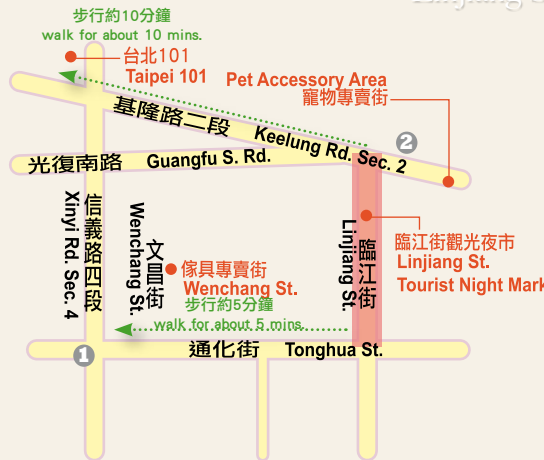 步行約10分鐘
walk for about 10 mins.
台北101
Taipei 101
Pet Accessory Area
寵物專賣街
基隆路二段 Keelung Rd. Sec. 2
2
光復南路 Guangfu S. Rd.
信義路四段
Xinyi Rd. Sec. 4
文昌街
Wenchang St.
傢具專賣街
Wenchang St.
臨江街
Linjiang St.
臨江街觀光夜市
Linjiang St.
Tourist Night Mark
步行約5分鐘
walk for about 5 mins.
1
通化街 Tonghua St.